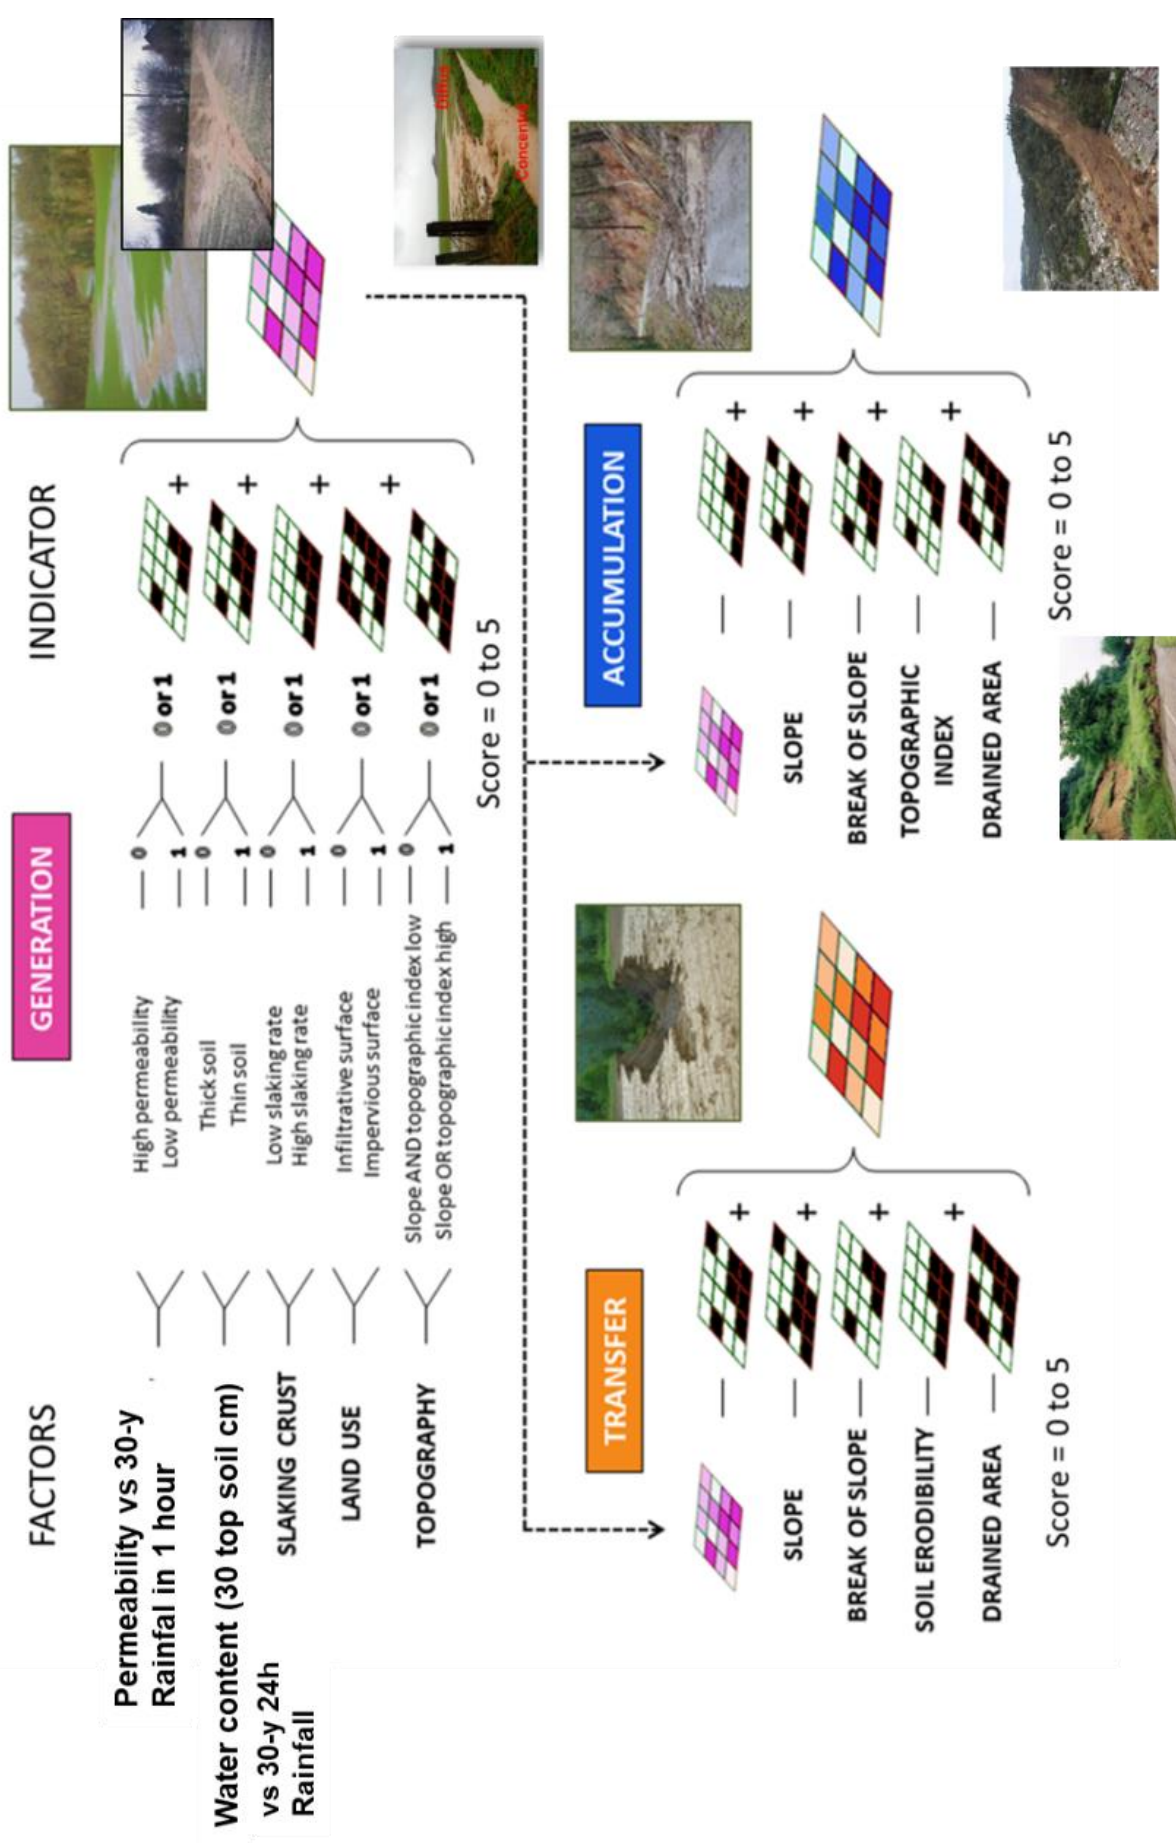 GENERATION
FACTORS
INDICATOR
Permeability vs 30-y
Rainfal in 1 hour
High permeability
Low permeability
0
1
0 or 1
+
Water content (30 top soil cm)
vs 30-y 24h
Rainfall
Thick soil
Thin soil
0
1
0 or 1
+
SLAKING CRUST
Low slaking rate
High slaking rate
0
1
0 or 1
+
LAND USE
Infiltrative surface
Impervious surface
0
1
0 or 1
+
TOPOGRAPHY
Slope AND topographic index low
Slope OR topographic index high
0
1
0 or 1
Score = 0 to 5
TRANSFER
+
SLOPE
+
BREAK OF SLOPE
+
SOIL ERODIBILITY
+
DRAINED AREA
Score = 0 to 5
ACCUMULATION
+
SLOPE
+
BREAK OF SLOPE
+
TOPOGRAPHIC
INDEX
+
DRAINED AREA
Score = 0 to 5